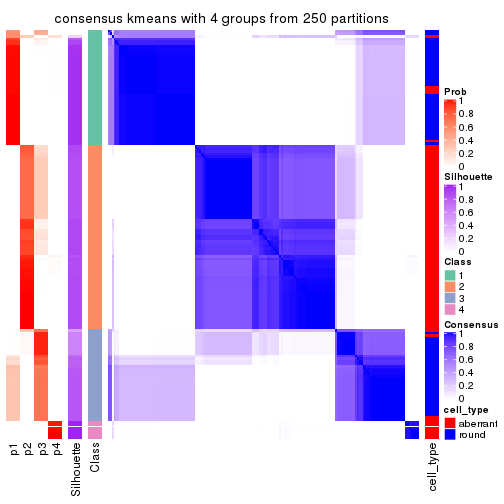 consensus kmeans with 4 groups from 250 partitions
Prob
1
0.8
0.6
0.4
0.2
0
Silhouette
1
0.8
0.6
0.4
0.2
0
Class
1
2
3
4
Consensus
1
0.8
0.6
0.4
0.2
0
cell_type
aberrant
round
p1
p2
p3
p4
Silhouette
Class
cell_type